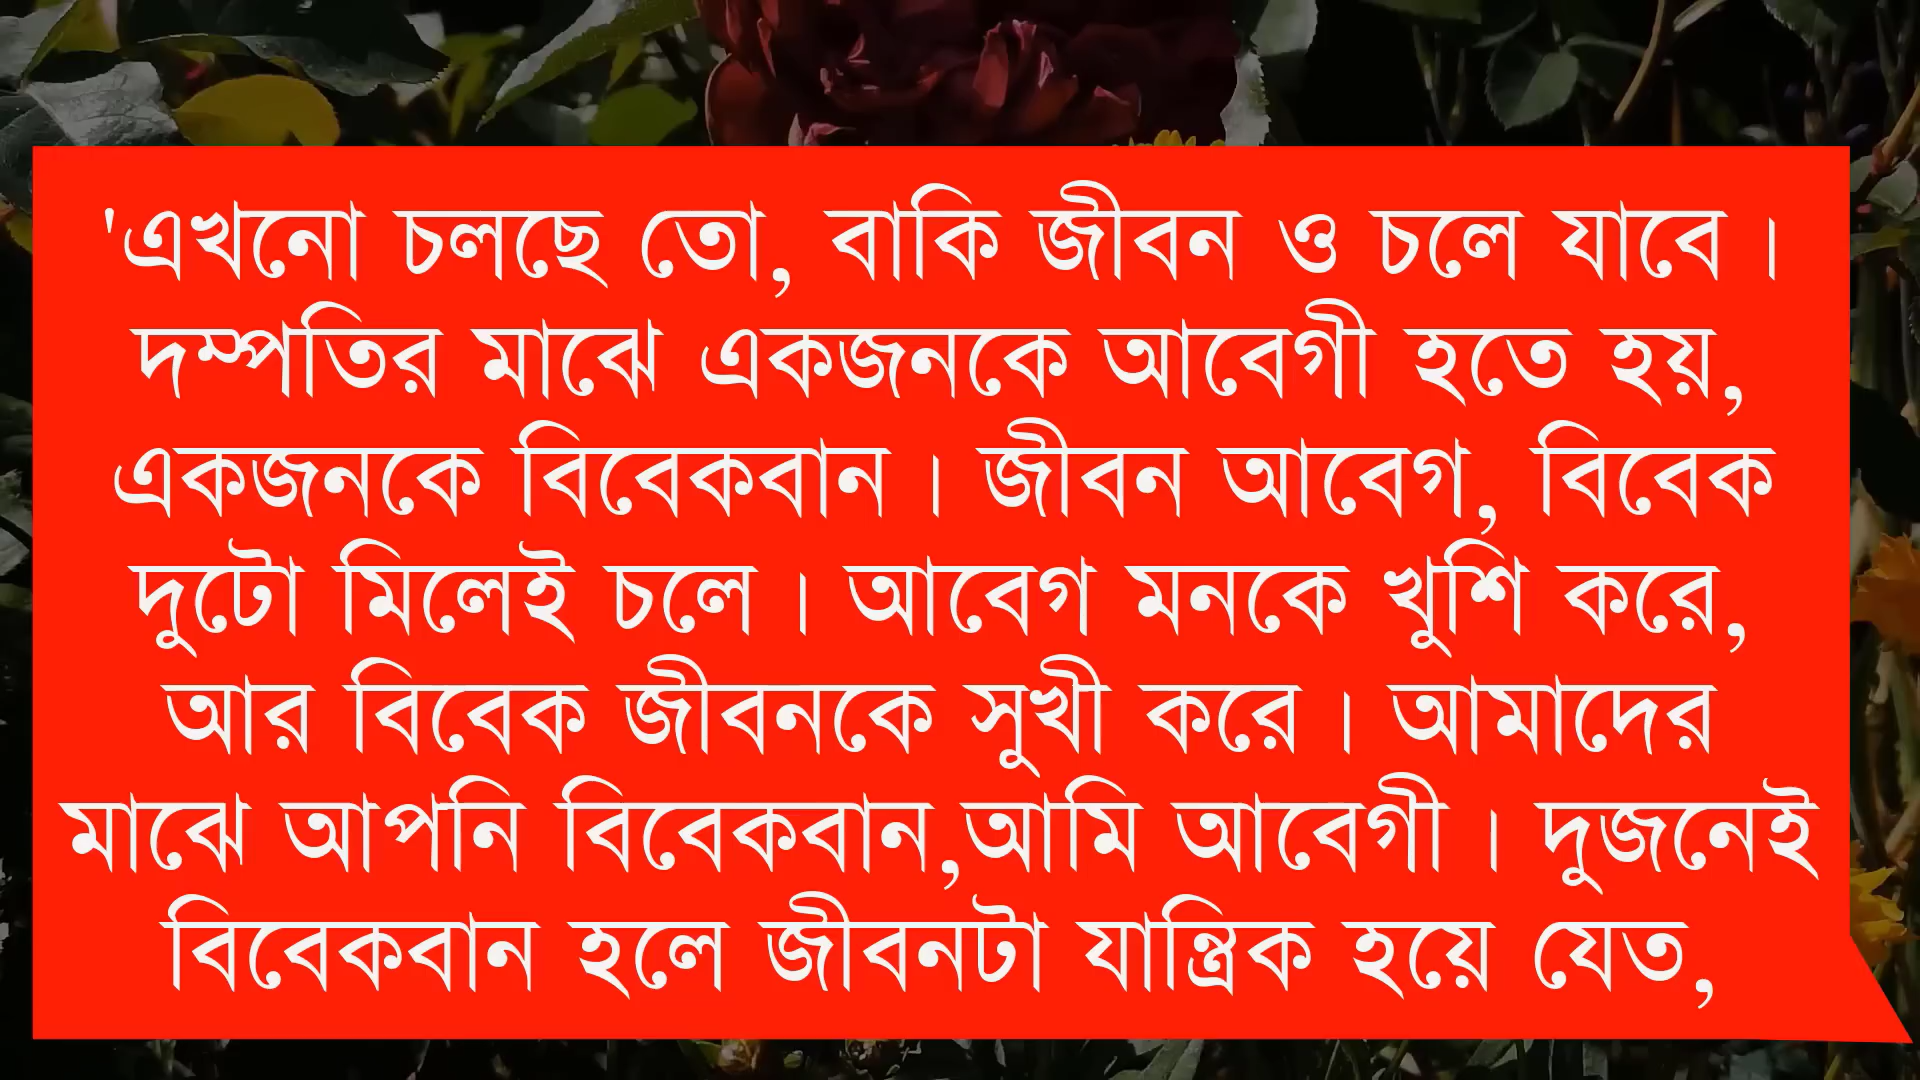 'এখনো চলছে তো, বাকি জীবন ও চলে যাবে।
দম্পতির মাঝে একজনকে আবেগী হতে হয়,
একজনকে বিবেকবান। জীবন আবেগ, বিবেক
দুটো মিলেই চলে। আবেগ মনকে খুশি করে,
আর বিবেক জীবনকে সুখী করে। আমাদের
মাঝে আপনি বিবেকবান,আমি আবেগী। দুজনেই
বিবেকবান হলে জীবনটা যান্ত্রিক হয়ে যেত,